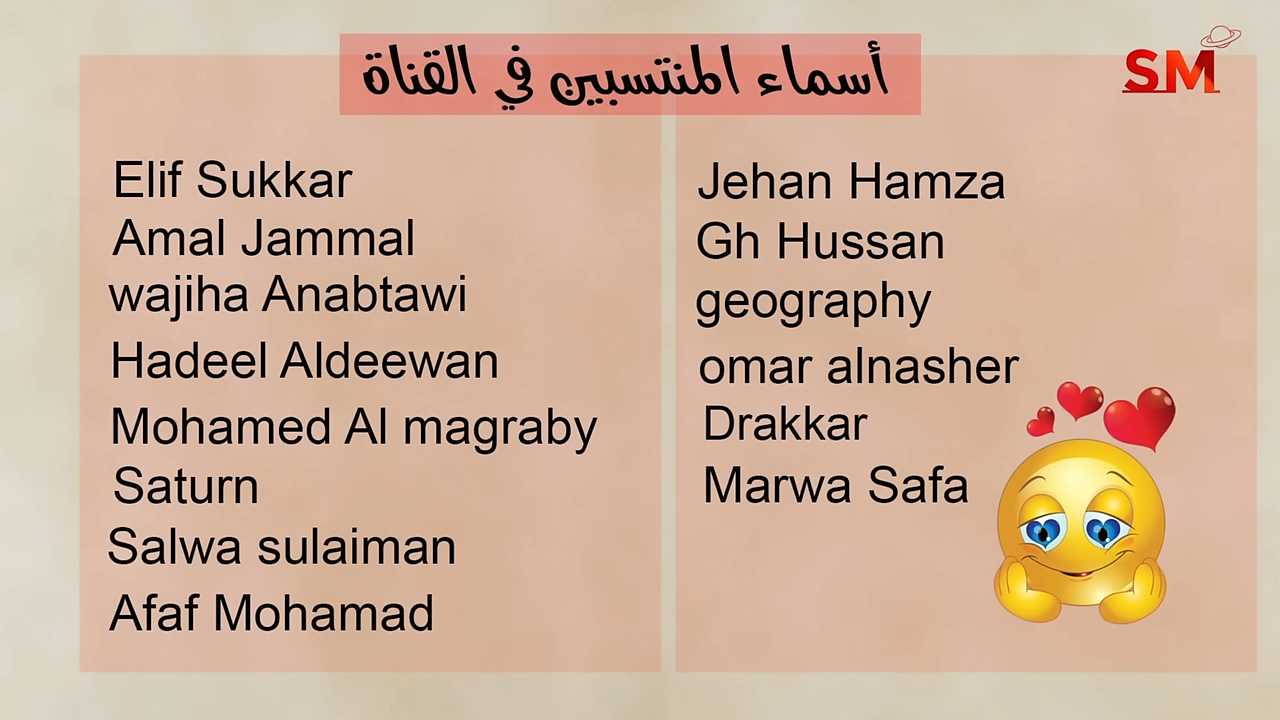 أسماء المنتسبين في القناة
SM
Elif Sukkar
Amal Jammal
wajiha Anabtawi
Hadeel Aldeewan
Mohamed Al magraby
Saturn
Salwa sulaiman
Afaf Mohamad
Jehan Hamza
Gh Hussan
geography
omar alnasher
Drakkar
Marwa Safa